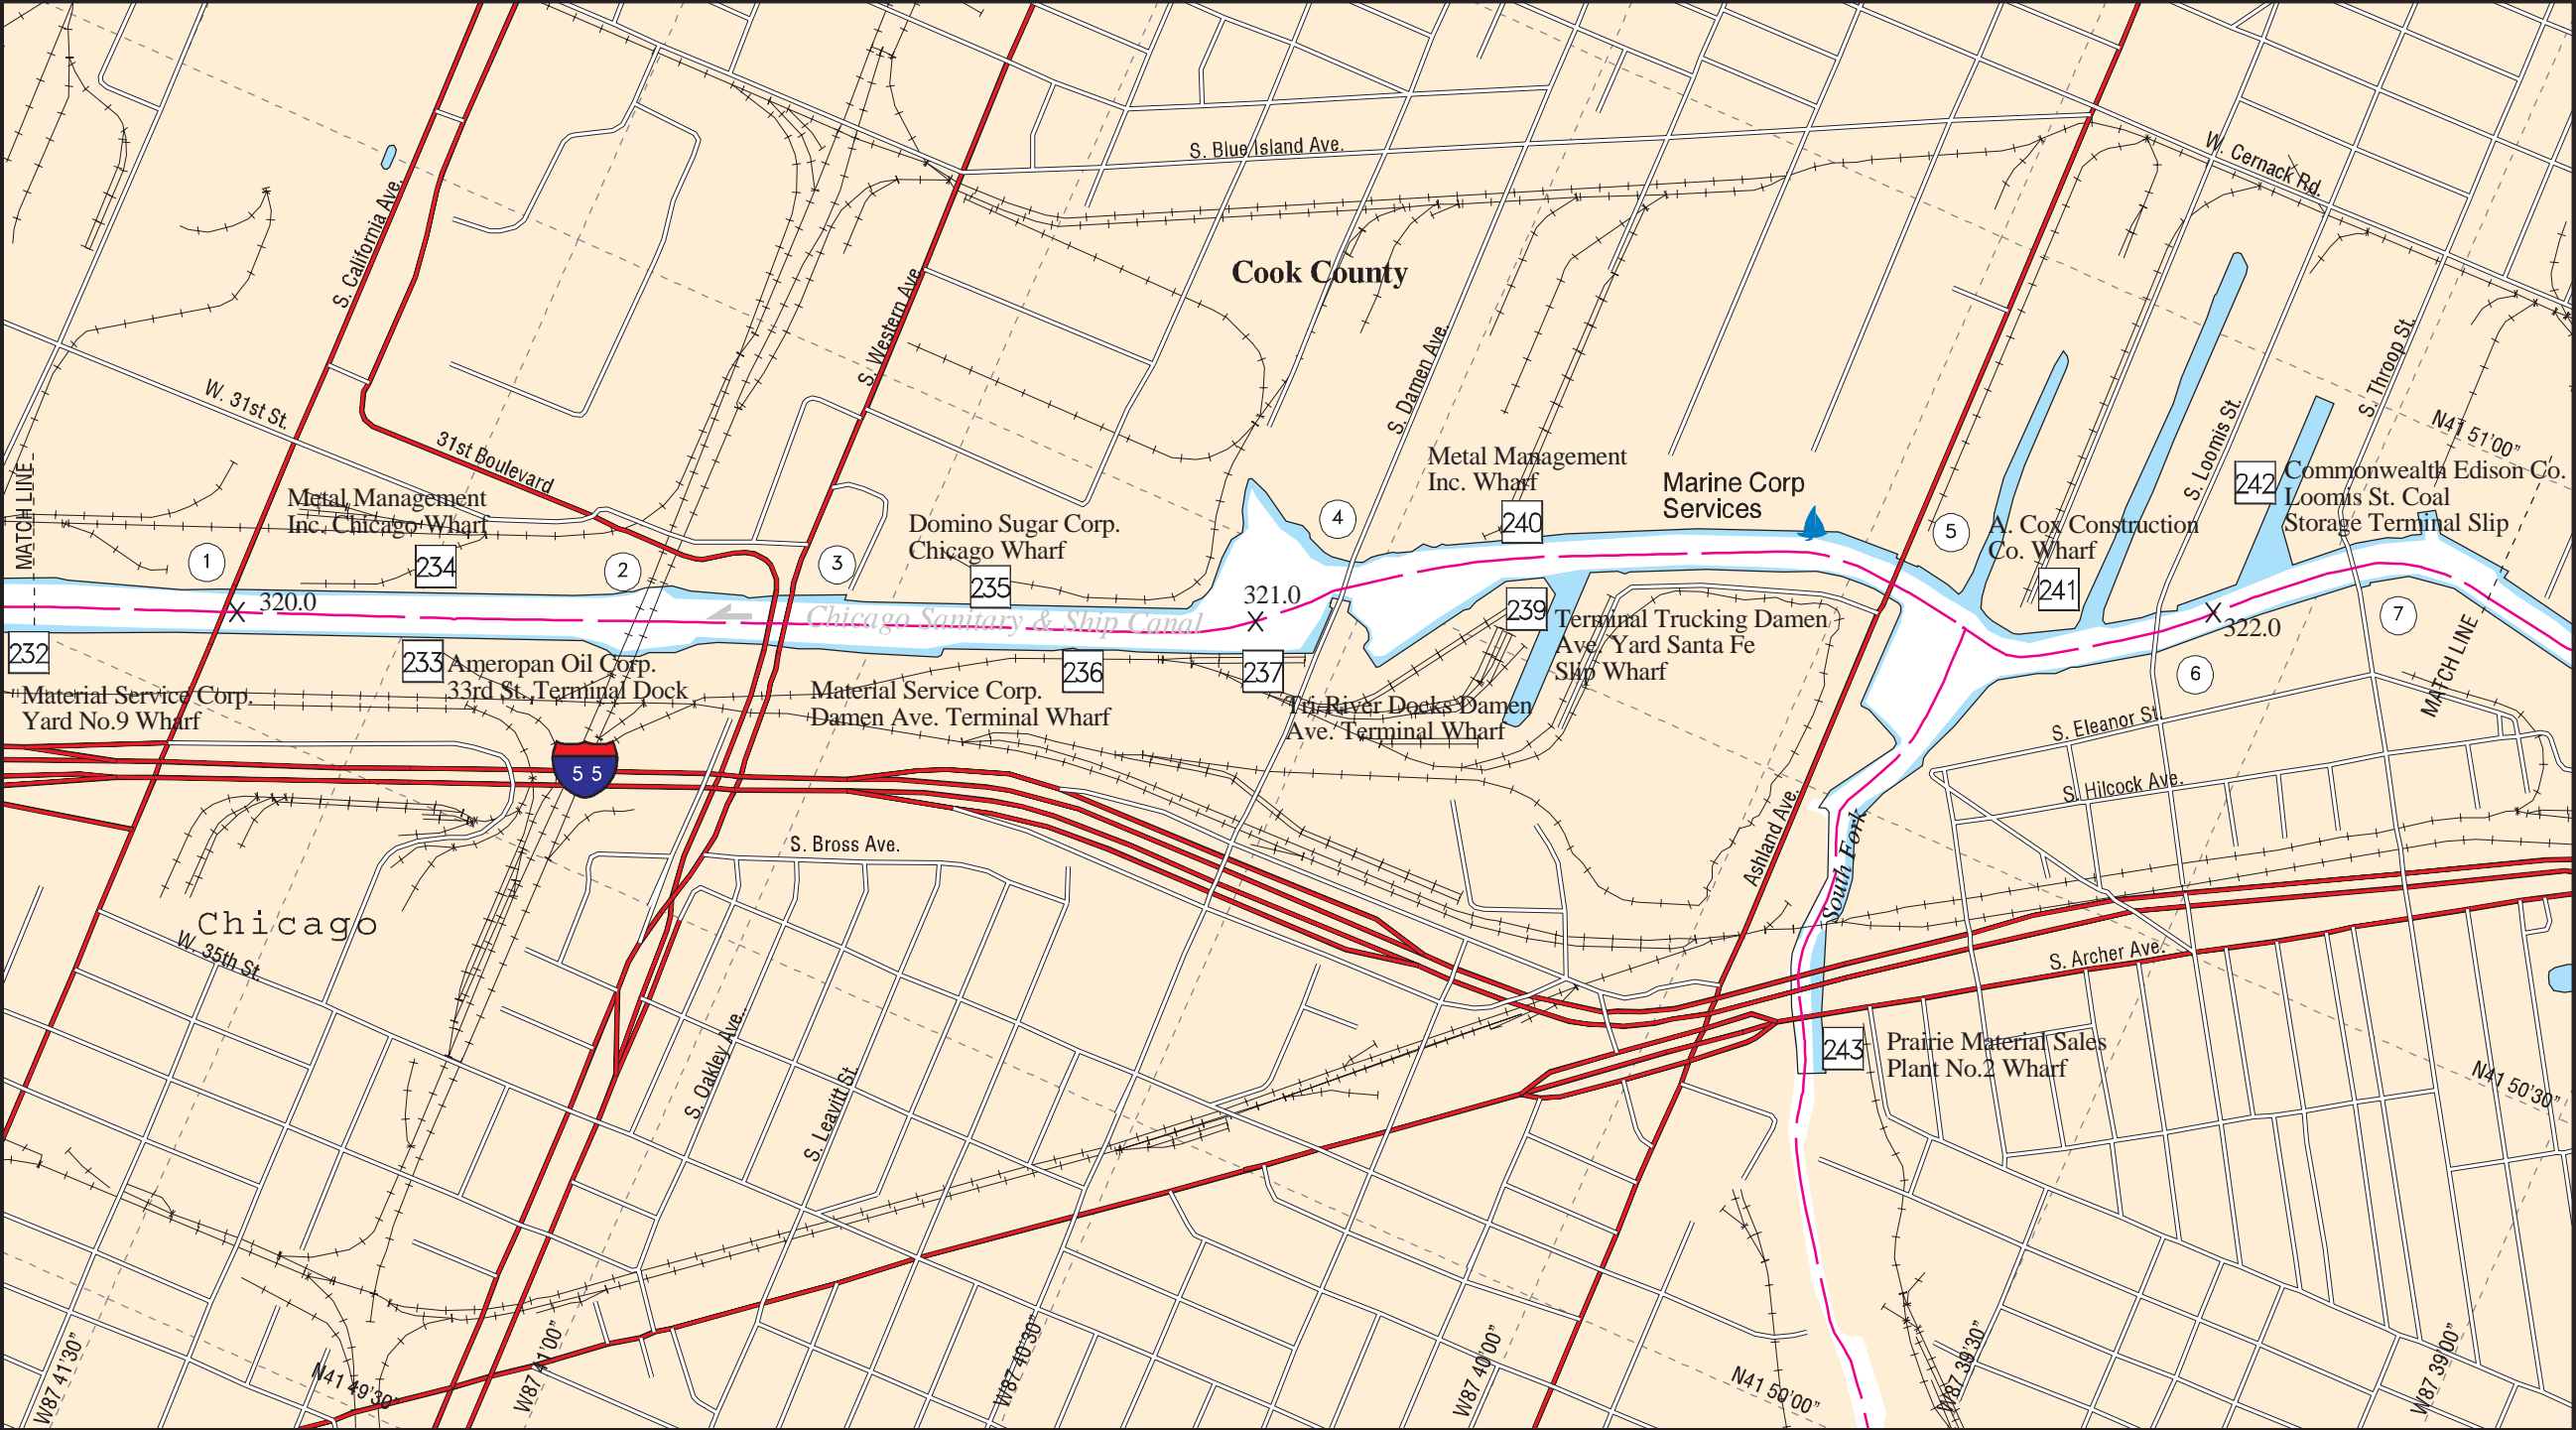 S. Blue Island Ave.
W. Cernack Rd.
S. California Ave.
S. Western Ave.
Cook County
S. Damen Ave.
S. Throop St.
W. 31st St.
31st Boulevard
S. Loomis St.
N41 51'00"
MATCH LINE
Metal Management
Inc. Chicago Wharf
234
Domino Sugar Corp.
Chicago Wharf
235
Metal Management
Inc. Wharf
240
Marine Corp
Services
A. Cox Construction
Co. Wharf
241
242
Commonwealth Edison Co.
Loomis St. Coal
Storage Terminal Slip
1
2
3
4
5
6
7
320.0
321.0
322.0
Chicago Sanitary & Ship Canal
232
Material Service Corp.
Yard No.9 Wharf
233
Ameropan Oil Corp.
33rd St. Terminal Dock
236
Material Service Corp.
Damen Ave. Terminal Wharf
237
Tri/River Docks Damen
Ave. Terminal Wharf
239
Terminal Trucking Damen
Ave. Yard Santa Fe
Slip Wharf
MATCH LINE
S. Eleanor St.
S. Hilcock Ave.
55
S. Bross Ave.
Ashland Ave.
South Fork
Chicago
W. 35th St.
S. Archer Ave.
S. Oakley Ave.
S. Leavitt St.
243
Prairie Material Sales
Plant No.2 Wharf
N41 50'30"
W87 41'30"
N41 49'30"
W87 41'00"
W87 40'30"
W87 40'00"
N41 50'00"
W87 39'30"
W87 39'00"